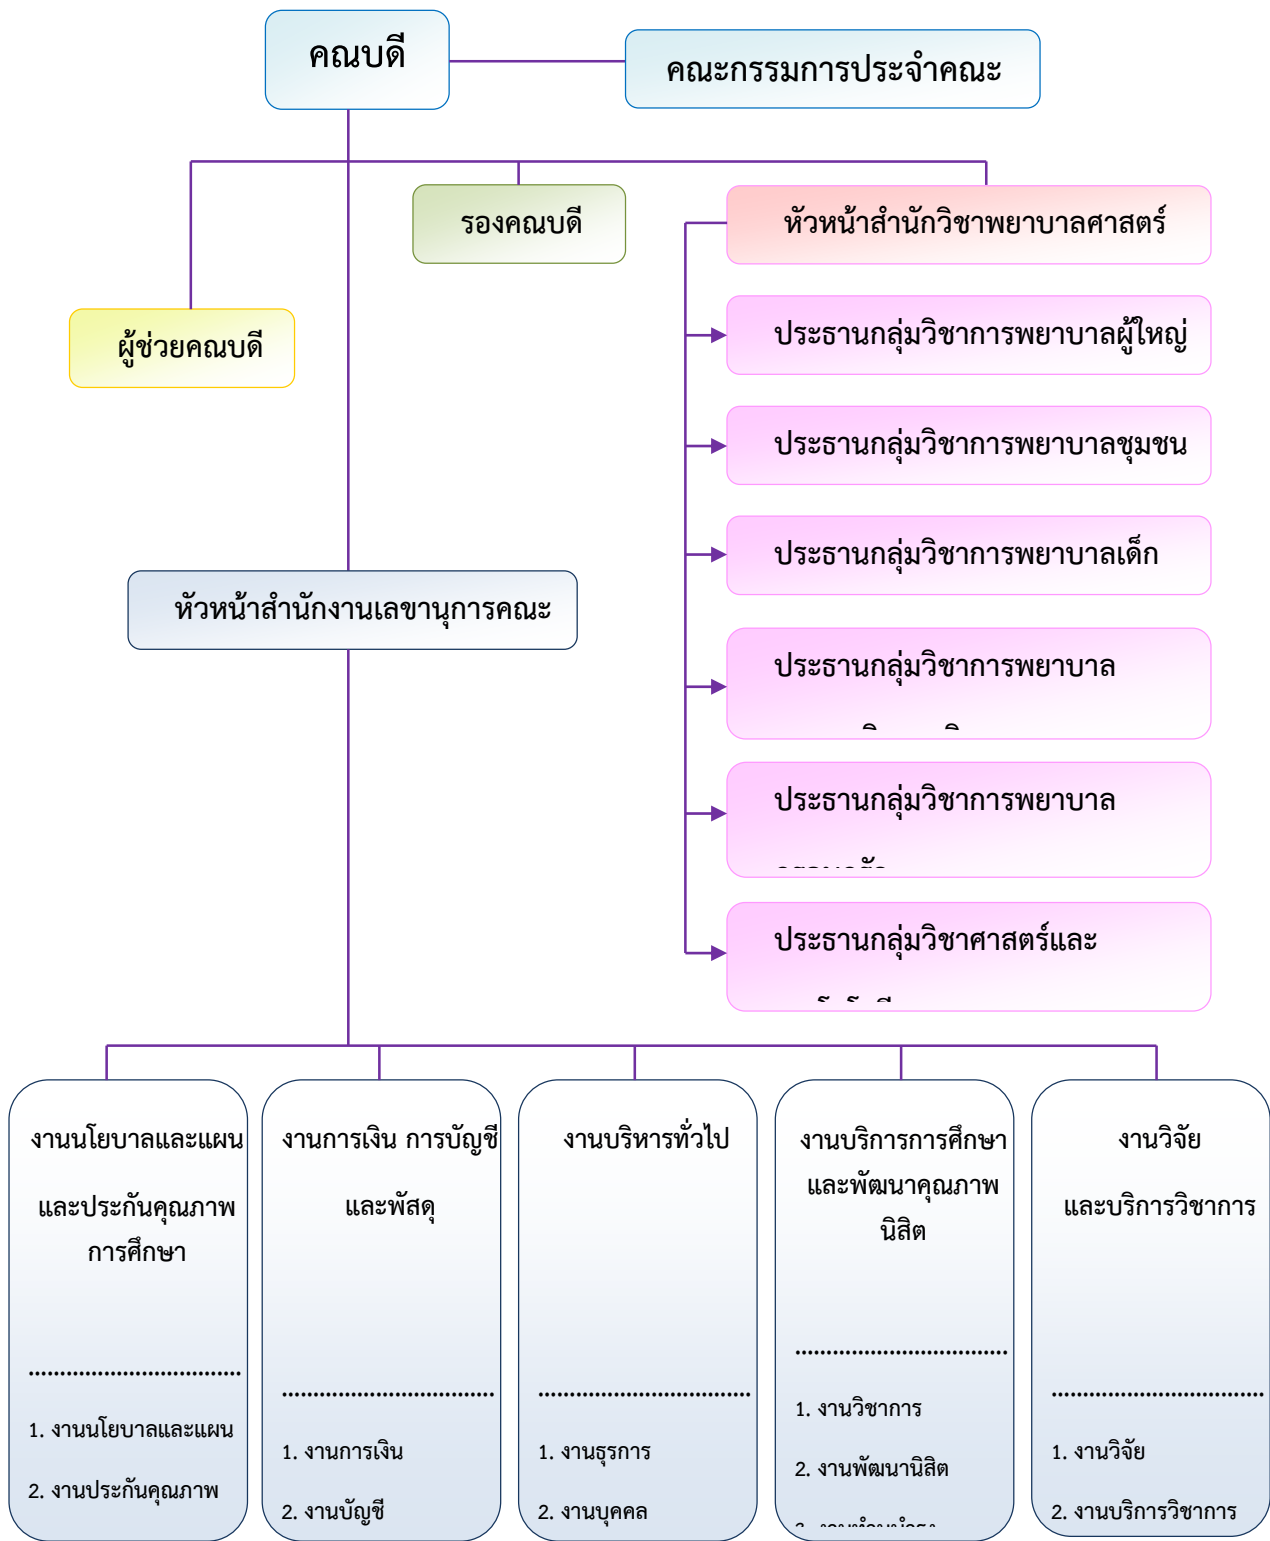 คณบดี
คณะกรรมการประจำคณะ
รองคณบดี
หัวหน้าสำนักวิชาพยาบาลศาสตร์
ผู้ช่วยคณบดี
ประธานกลุ่มวิชาการพยาบาลผู้ใหญ่
ประธานกลุ่มวิชาการพยาบาลชุมชน
ประธานกลุ่มวิชาการพยาบาลเด็ก
หัวหน้าสำนักงานเลขานุการคณะ
ประธานกลุ่มวิชาการพยาบาล
ประธานกลุ่มวิชาการพยาบาล
ประธานกลุ่มวิชาศาสตร์และ
งานนโยบาลและแผน
และประกันคุณภาพ
การศึกษา
..................................
1. งานนโยบาลและแผน
2. งานประกันคุณภาพ
งานการเงิน การบัญชี
และพัสดุ
..................................
1. งานการเงิน
2. งานบัญชี
งานบริหารทั่วไป
..................................
1. งานธุรการ
2. งานบุคคล
งานบริการการศึกษา
และพัฒนาคุณภาพ
นิสิต
..................................
1. งานวิชาการ
2. งานพัฒนานิสิต
งานวิจัย
และบริการวิชาการ
..................................
1. งานวิจัย
2. งานบริการวิชาการ